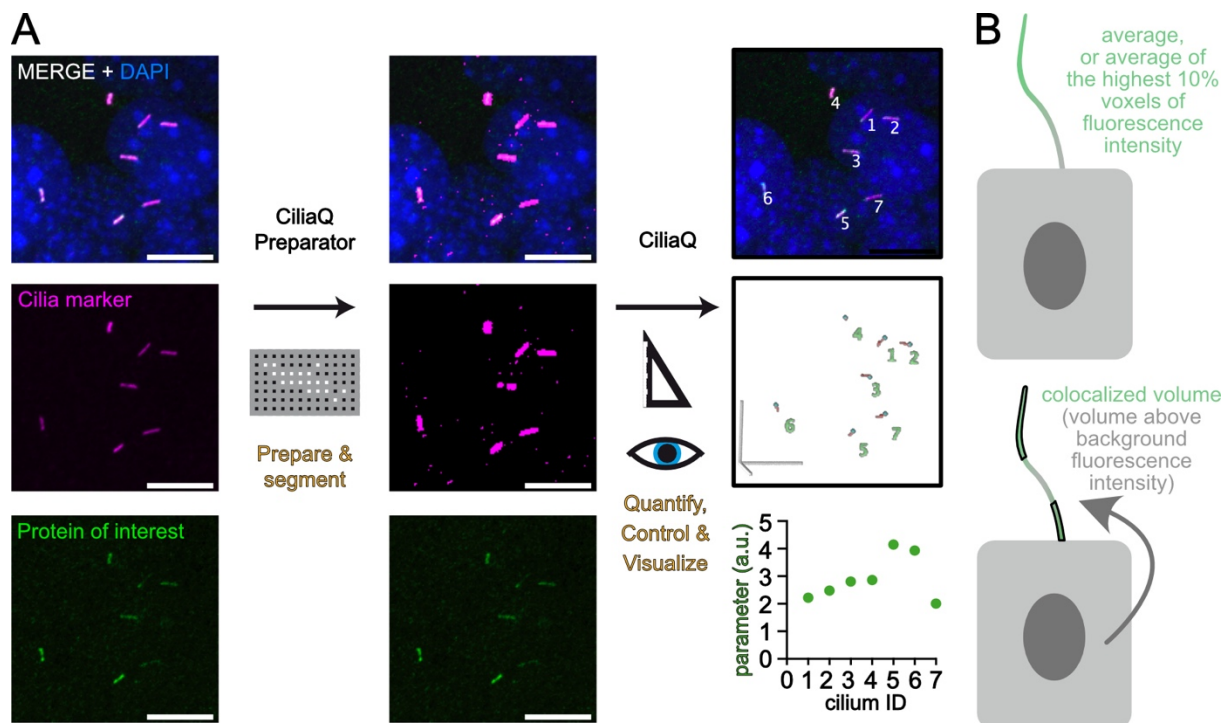 A
MERGE + DAPI
Cilia marker
Protein of interest
CiliaQ
Preparator
Prepare &
segment
CiliaQ
Quantify,
Control &
Visualize
4
1
2
3
6
5
7
4
1
2
3
6
7
5
parameter (a.u.)
5
4
3
2
1
0
0 1 2 3 4 5 6 7
cilium ID
B
average,
or average of
the highest 10%
voxels of
fluorescence
intensity
colocalized volume
(volume above
background
fluorescence
intensity)